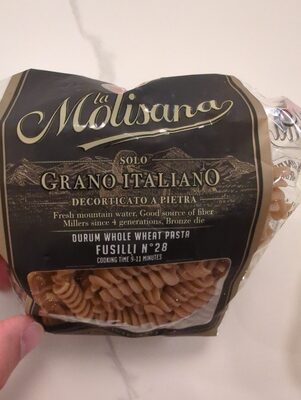 la
Molisana
SOLO
GRANO ITALIANO
DECORTICATO A PIETRA
Fresh mountain water, Good source of fiber
Millers since 4 generations, Bronze die
DURUM WHOLE WHEAT PASTA
FUSILLI N°28
COOKING TIME 9-11 MINUTES